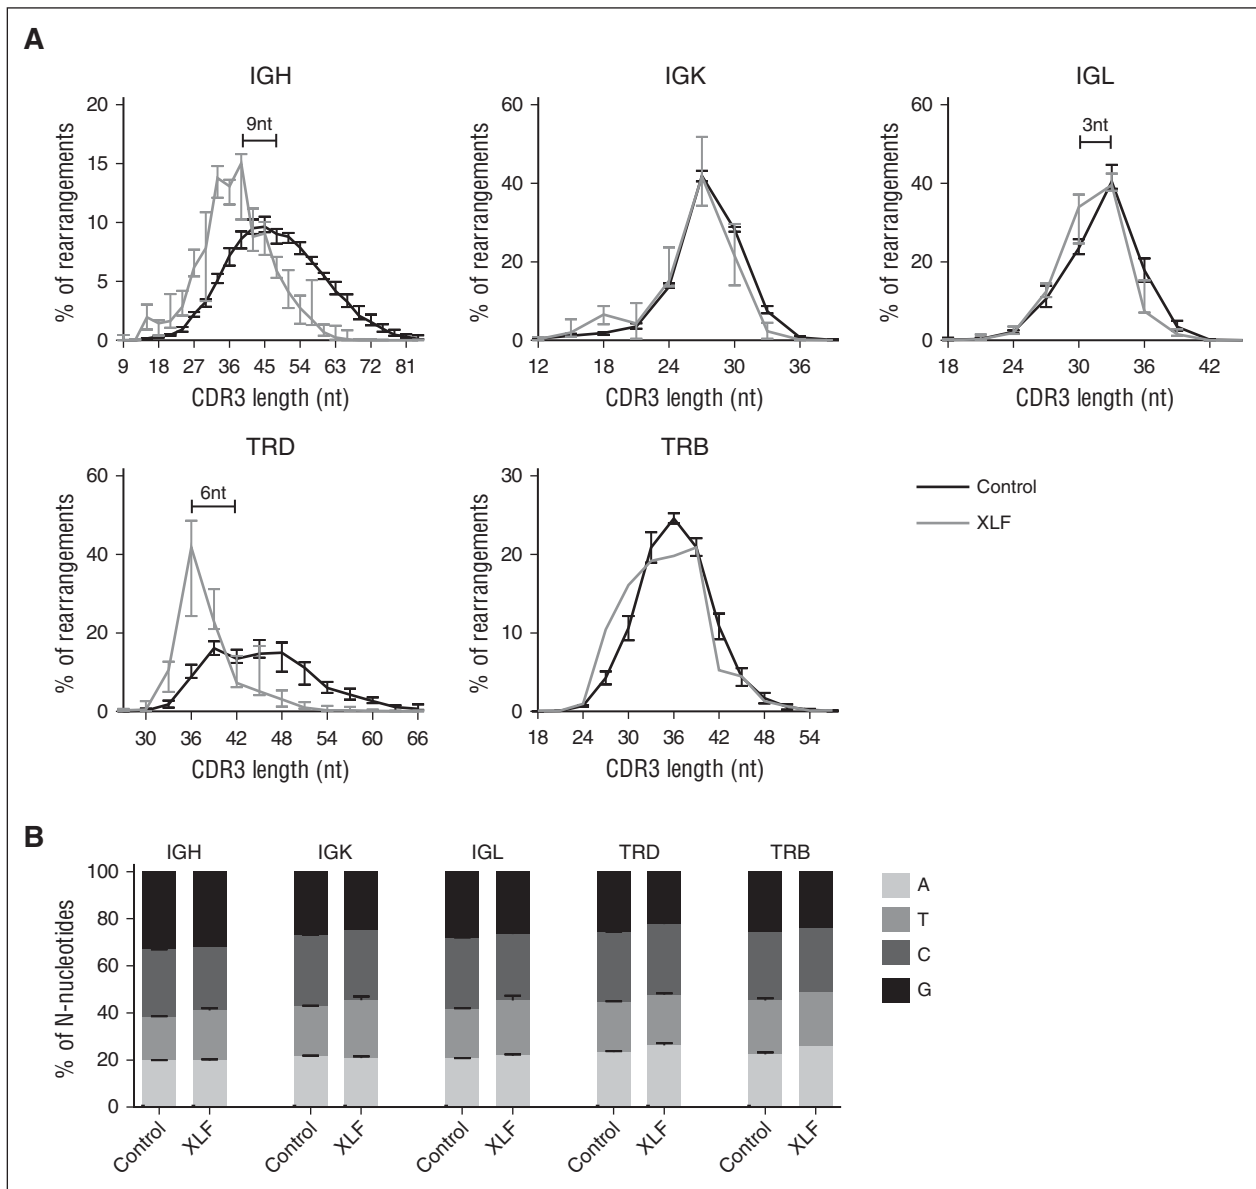 A
IGH
IGK
IGL
% of rearrangements
20
15
10
5
0
9nt
9 18 27 36 45 54 63 72 81
CDR3 length (nt)
% of rearrangements
60
40
20
0
12 18 24 30 36
CDR3 length (nt)
% of rearrangements
60
40
20
0
3nt
18 24 30 36 42
CDR3 length (nt)
TRD
TRB
% of rearrangements
60
40
20
0
6nt
30 36 42 48 54 60 66
CDR3 length (nt)
% of rearrangements
30
20
10
0
18 24 30 36 42 48 54
CDR3 length (nt)
Control
XLF
B
IGH IGK IGL TRD TRB
% of N-nucleotides
100
80
60
40
20
0
Control XLF Control XLF Control XLF Control XLF Control XLF
A
T
C
G